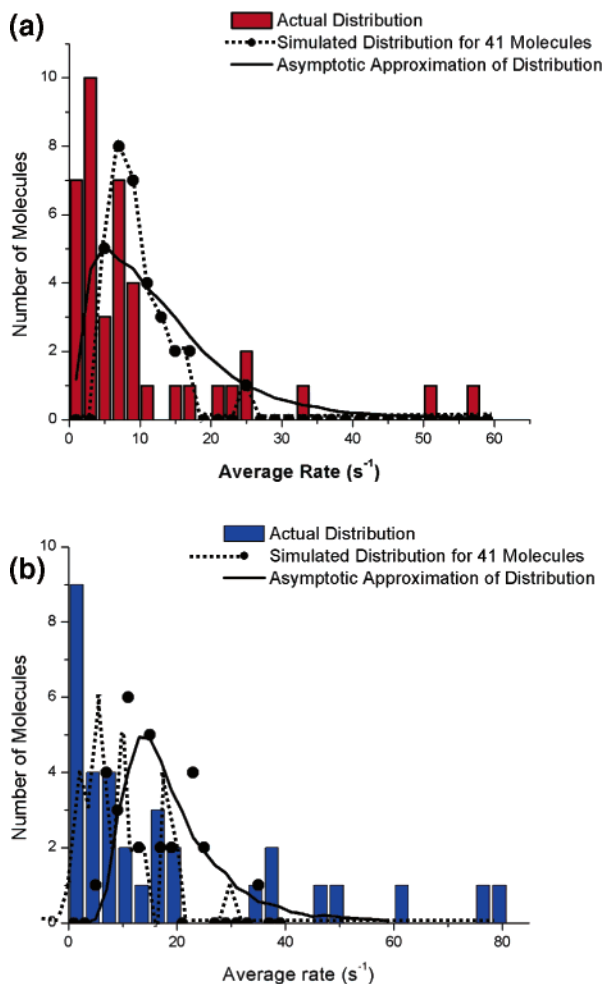 (a)
Actual Distribution
Simulated Distribution for 41 Molecules
Asymptotic Approximation of Distribution
10
8
6
4
2
0
Number of Molecules
0 10 20 30 40 50 60
Average Rate (s⁻¹)
(b)
Actual Distribution
Simulated Distribution for 41 Molecules
Asymptotic Approximation of Distribution
10
8
6
4
2
0
Number of Molecules
0 20 40 60 80
Average rate (s⁻¹)